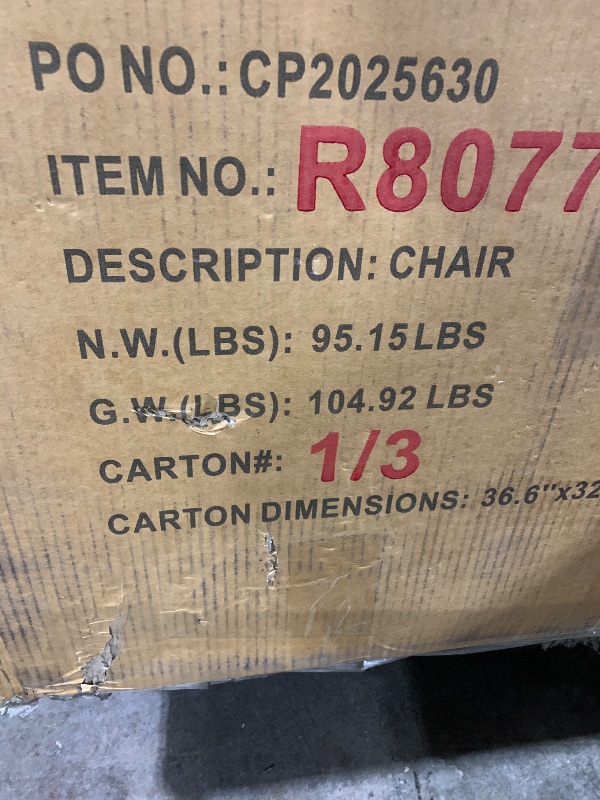 PO NO.: CP2025630
ITEM NO.: R8077
DESCRIPTION: CHAIR
N.W.(LBS): 95.15 LBS
G.W.(LBS): 104.92 LBS
CARTON#: 1/3
CARTON DIMENSIONS: 36.6"x32